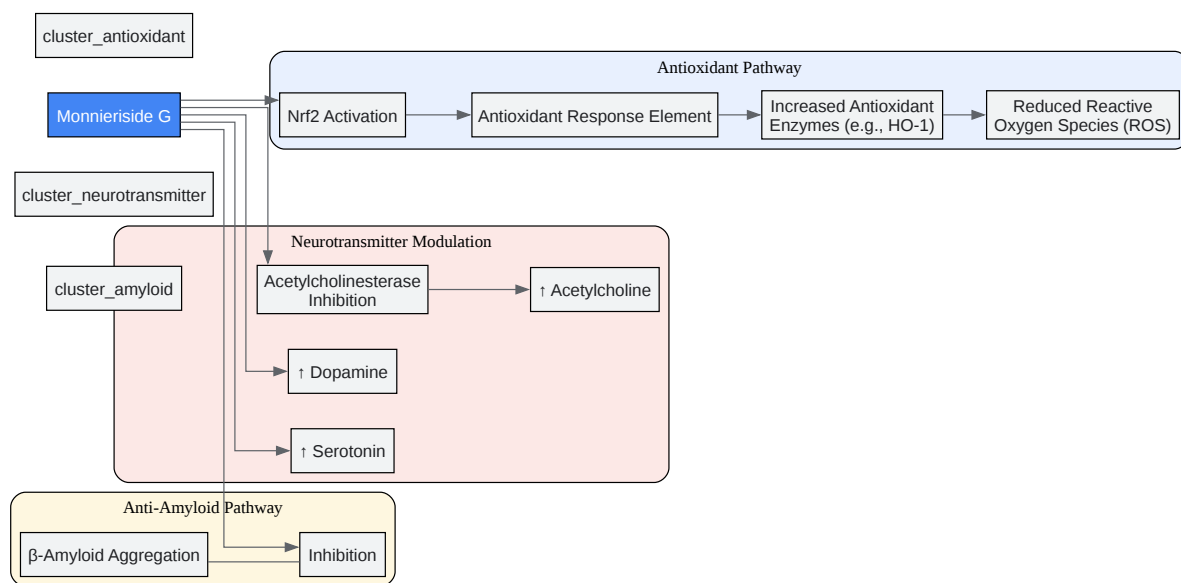 cluster_antioxidant
Antioxidant Pathway
Monnieriside G
Nrf2 Activation
Antioxidant Response Element
Increased Antioxidant
Enzymes (e.g., HO-1)
Reduced Reactive
Oxygen Species (ROS)
cluster_neurotransmitter
Neurotransmitter Modulation
cluster_amyloid
Acetylcholinesterase
Inhibition
↑ Acetylcholine
↑ Dopamine
↑ Serotonin
Anti-Amyloid Pathway
β-Amyloid Aggregation
Inhibition